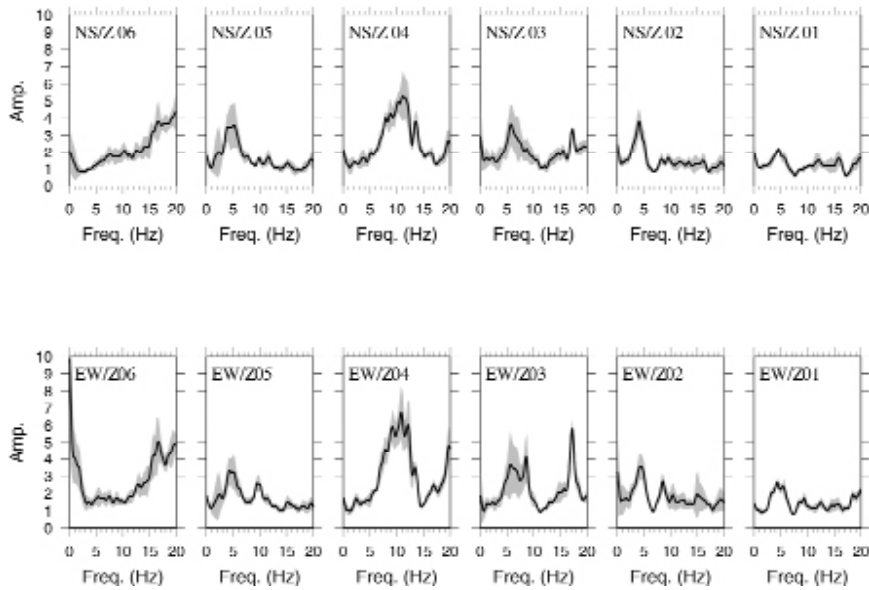 10
9
8
7
6
5
4
3
2
1
0
Amp.
NS/Z 06
NS/Z 05
NS/Z 04
NS/Z 03
NS/Z 02
NS/Z 01
0 5 10 15 20
0 5 10 15 20
0 5 10 15 20
0 5 10 15 20
0 5 10 15 20
0 5 10 15 20
Freq. (Hz)
Freq. (Hz)
Freq. (Hz)
Freq. (Hz)
Freq. (Hz)
Freq. (Hz)
10
9
8
7
6
5
4
3
2
1
0
Amp.
EW/Z06
EW/Z05
EW/Z04
EW/Z03
EW/Z02
EW/Z01
0 5 10 15 20
0 5 10 15 20
0 5 10 15 20
0 5 10 15 20
0 5 10 15 20
0 5 10 15 20
Freq. (Hz)
Freq. (Hz)
Freq. (Hz)
Freq. (Hz)
Freq. (Hz)
Freq. (Hz)